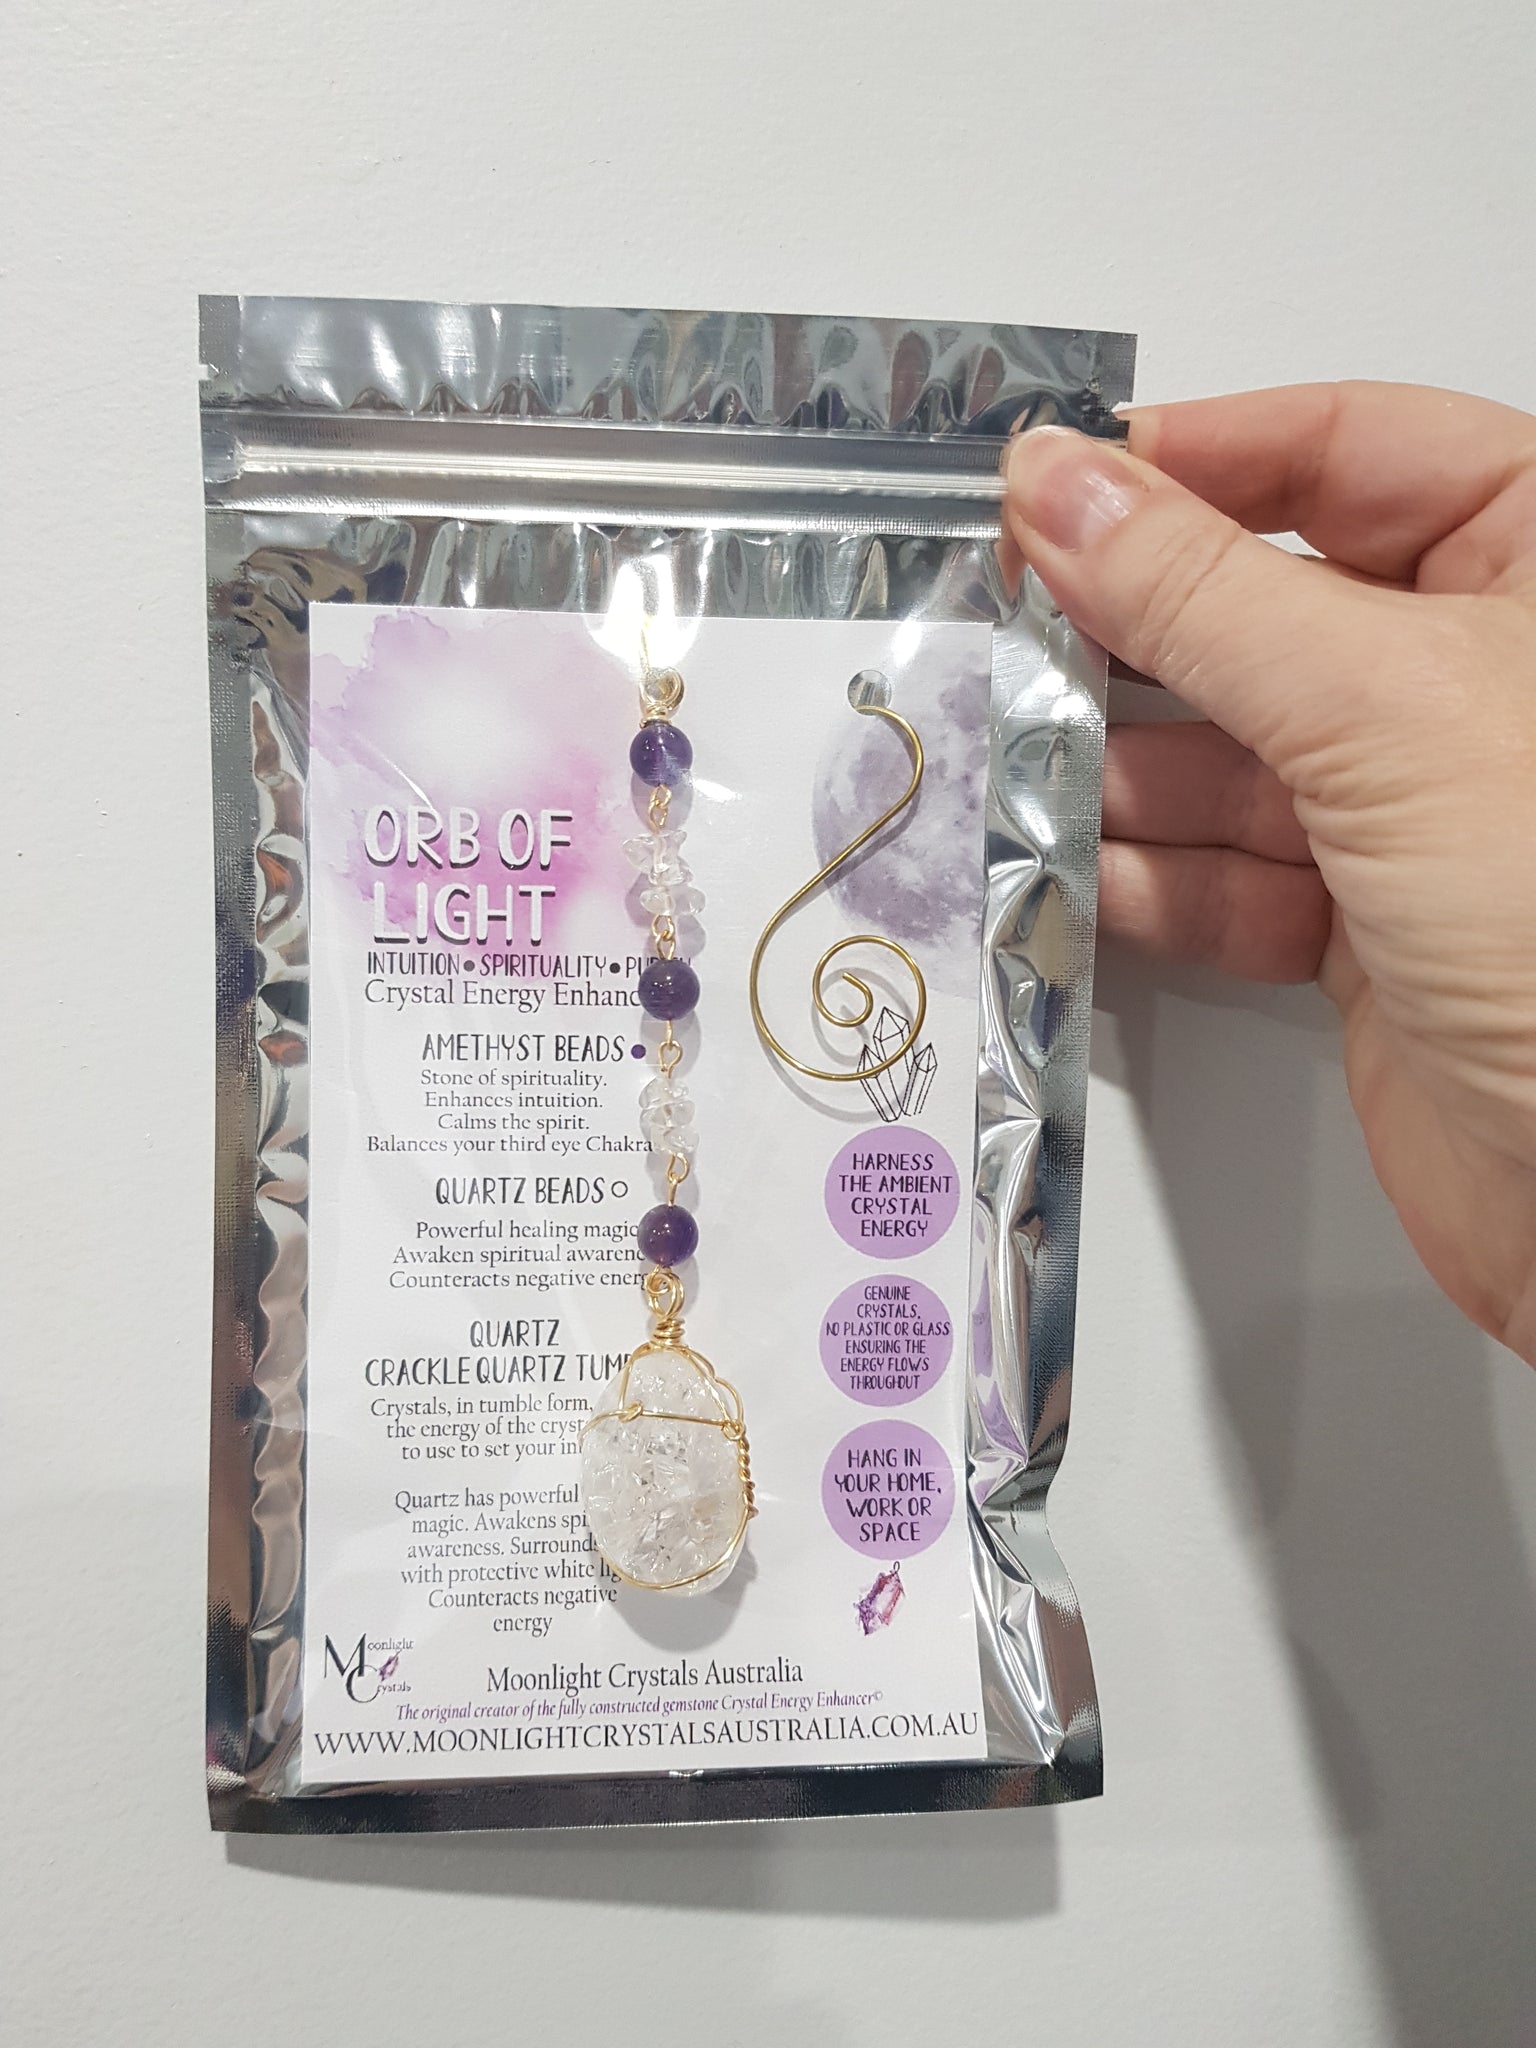 ORB OF
LIGHT
INTUITION • SPIRITUALITY •
Crystal Energy
AMETHYST BEADS
Stone of spirituality.
Enhances intuition.
Calms the spirit.
Balances your third eye Chakra
QUARTZ BEADS
Powerful healing magic
Awaken spiritual
Counteracts negative
QUARTZ
CRACKLE QUARTZ
Crystals, in tumble form,
the energy of the
to use to set your
Quartz has powerful
magic. Awakens
awareness.
with protective white
Counteracts negative
energy
HARNESS
THE AMBIENT
CRYSTAL
ENERGY
GENUINE
CRYSTALS,
NO PLASTIC OR GLASS
ENSURING THE
ENERGY FLOWS
THROUGHOUT
HANG IN
YOUR HOME,
WORK OR
SPACE
Moonlight
Crystals
Moonlight Crystals Australia
The original creator of the fully constructed gemstone Crystal Energy Enhancer©
WWW.MOONLIGHTCRYSTALSAUSTRALIA.COM.AU